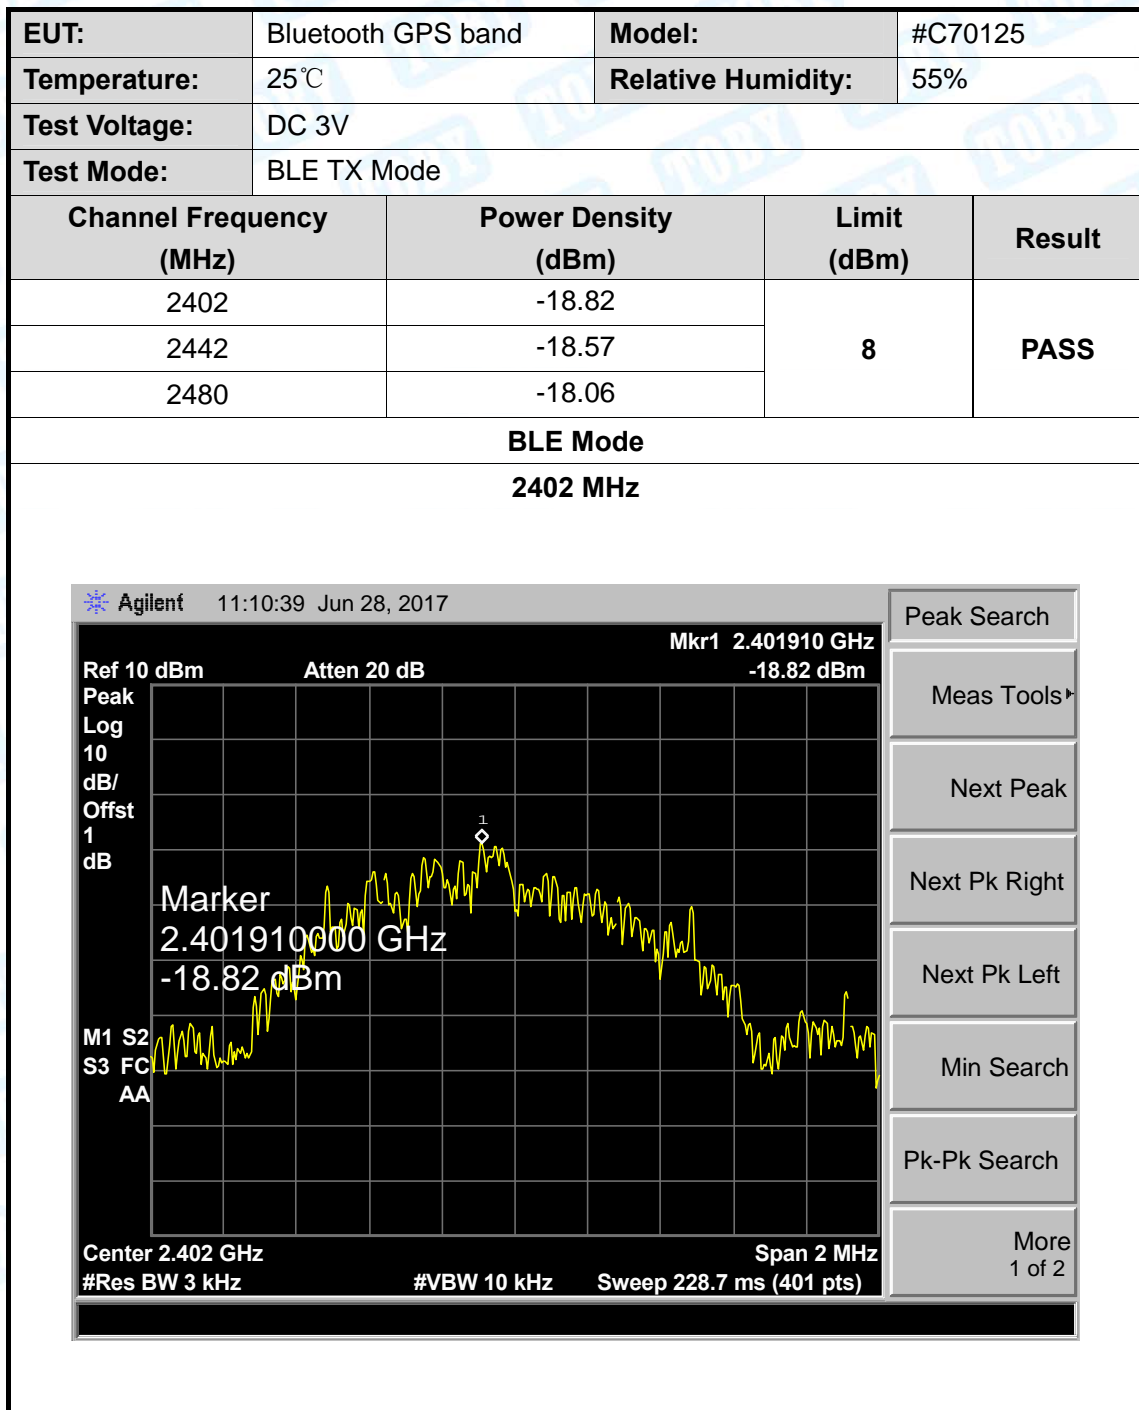 EUT: Bluetooth GPS band Model: #C70125
Temperature: 25℃ Relative Humidity: 55%
Test Voltage: DC 3V
Test Mode: BLE TX Mode
Channel Frequency (MHz) Power Density (dBm) Limit (dBm) Result
2402 -18.82 8 PASS
2442 -18.57
2480 -18.06
BLE Mode
2402 MHz
Agilent 11:10:39 Jun 28, 2017
Mkr1 2.401910 GHz
Ref 10 dBm Atten 20 dB -18.82 dBm
Peak
Log
10
dB/
Offst
1
dB
1
Marker
2.401910000 GHz
-18.82 dBm
M1 S2
S3 FC
AA
Center 2.402 GHz Span 2 MHz
#Res BW 3 kHz #VBW 10 kHz Sweep 228.7 ms (401 pts)
Peak Search
Meas Tools
Next Peak
Next Pk Right
Next Pk Left
Min Search
Pk-Pk Search
More
1 of 2
TOBY